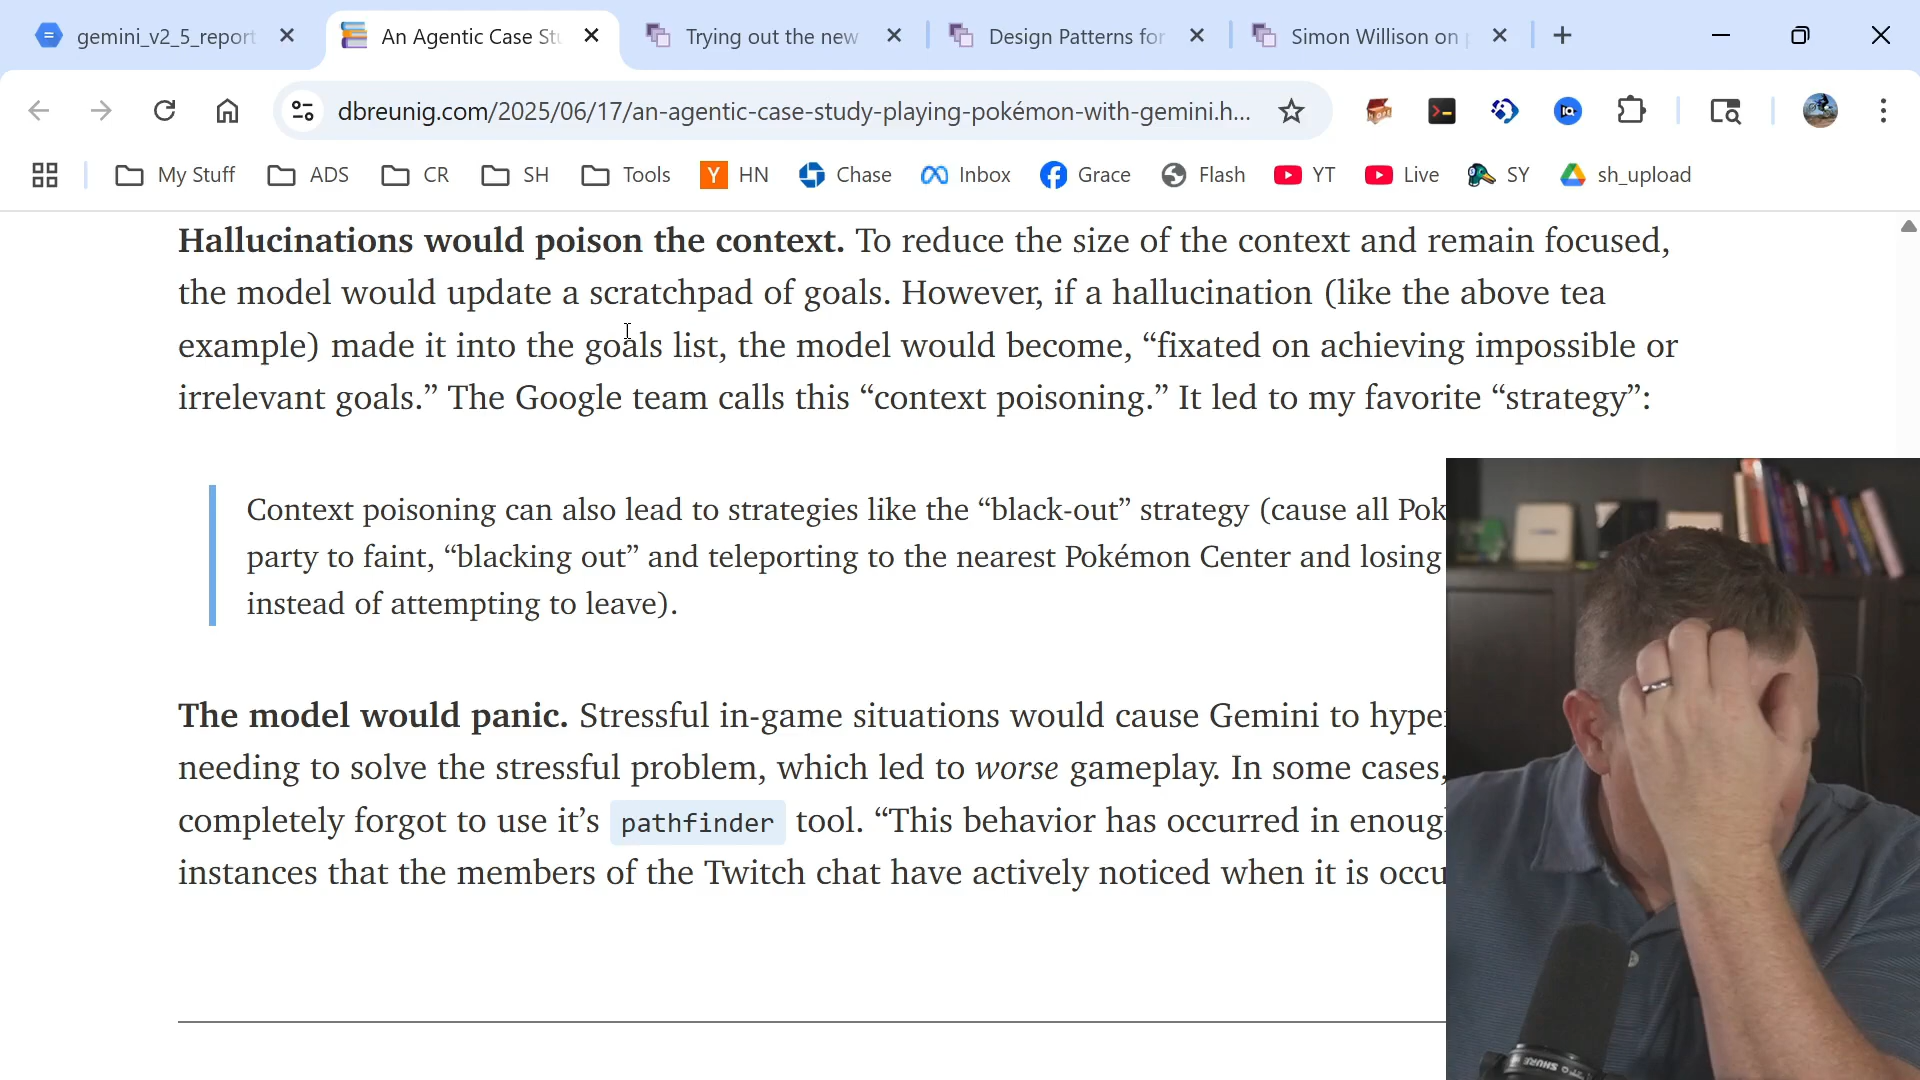 gemini_v2_5_report
An Agentic Case Stu
Trying out the new
Design Patterns for
Simon Willison on p
dbreunig.com/2025/06/17/an-agentic-case-study-playing-pokémon-with-gemini.h...
My Stuff
ADS
CR
SH
Tools
Y
HN
Chase
Inbox
Grace
Flash
YT
Live
SY
sh_upload
Hallucinations would poison the context. To reduce the size of the context and remain focused,
the model would update a scratchpad of goals. However, if a hallucination (like the above tea
example) made it into the goals list, the model would become, “fixated on achieving impossible or
irrelevant goals.” The Google team calls this “context poisoning.” It led to my favorite “strategy”:
Context poisoning can also lead to strategies like the “black-out” strategy (cause all Pok
party to faint, “blacking out” and teleporting to the nearest Pokémon Center and losing
instead of attempting to leave).
The model would panic. Stressful in-game situations would cause Gemini to hyper
needing to solve the stressful problem, which led to worse gameplay. In some cases,
completely forgot to use it’s pathfinder tool. “This behavior has occurred in enoug
instances that the members of the Twitch chat have actively noticed when it is occu
SHURE